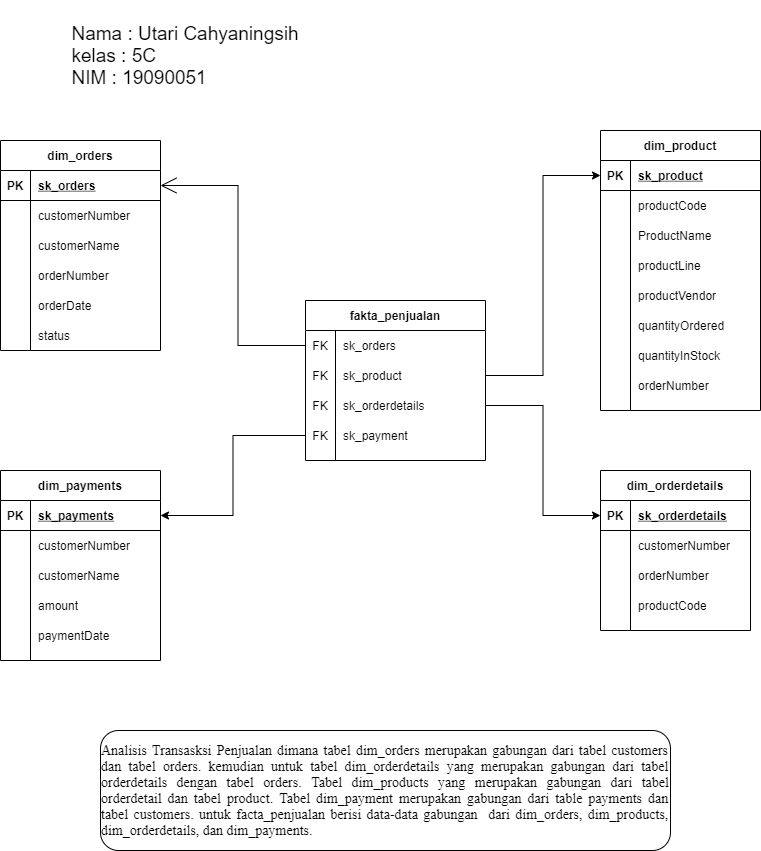 Nama : Utari Cahyaningsih
kelas : 5C
NIM : 19090051
dim_orders
PK sk_orders
customerNumber
customerName
orderNumber
orderDate
status
dim_product
PK sk_product
productCode
ProductName
productLine
productVendor
quantityOrdered
quantityInStock
orderNumber
fakta_penjualan
FK sk_orders
FK sk_product
FK sk_orderdetails
FK sk_payment
dim_payments
PK sk_payments
customerNumber
customerName
amount
paymentDate
dim_orderdetails
PK sk_orderdetails
customerNumber
orderNumber
productCode
Analisis Transasksi Penjualan dimana tabel dim_orders merupakan gabungan dari tabel customers
dan tabel orders. kemudian untuk tabel dim_orderdetails yang merupakan gabungan dari tabel
orderdetails dengan tabel orders. Tabel dim_products yang merupakan gabungan dari tabel
orderdetail dan tabel product. Tabel dim_payment merupakan gabungan dari table payments dan
tabel customers. untuk facta_penjualan berisi data-data gabungan dari dim_orders, dim_products,
dim_orderdetails, dan dim_payments.